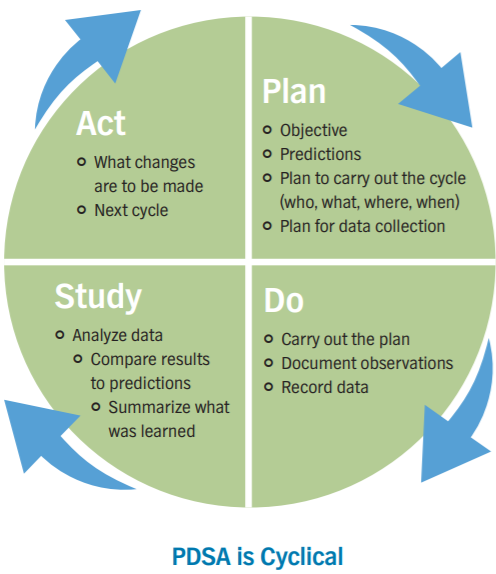 Act
What changes
are to be made
Next cycle
Plan
Objective
Predictions
Plan to carry out the cycle
(who, what, where, when)
Plan for data collection
Study
Analyze data
Compare results
to predictions
Summarize what
was learned
Do
Carry out the plan
Document observations
Record data
PDSA is Cyclical